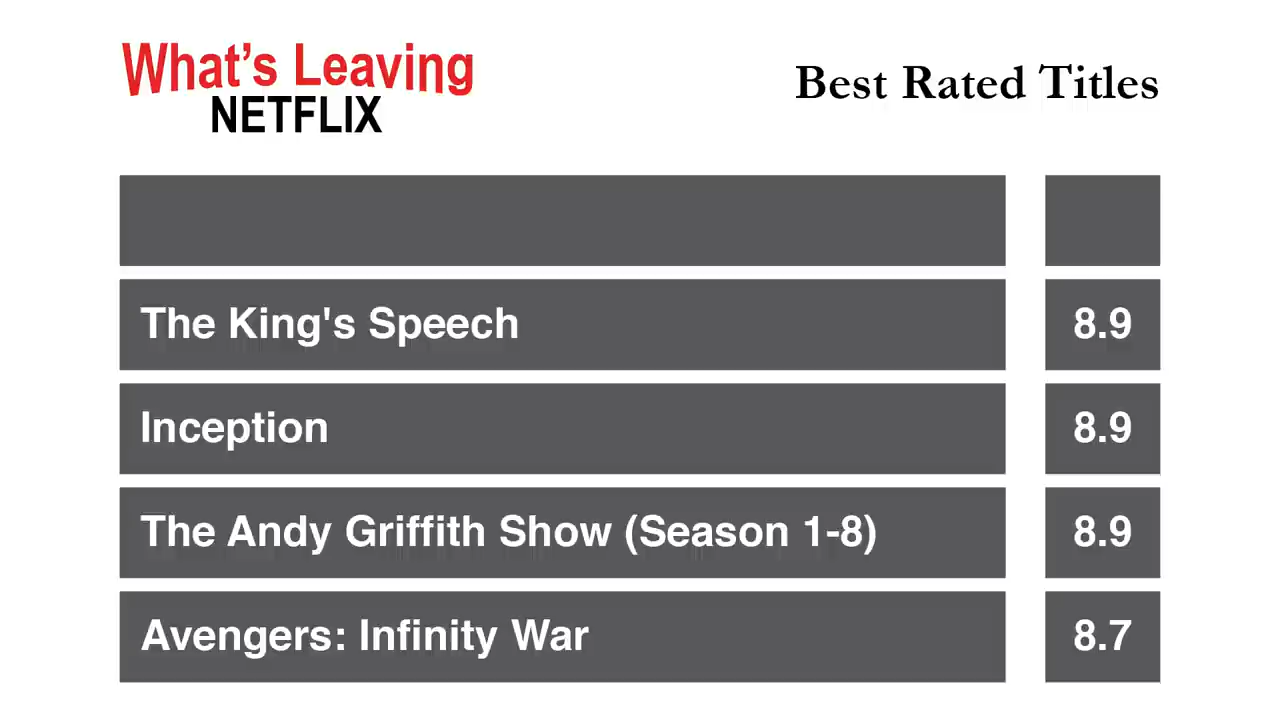 What's Leaving
NETFLIX
Best Rated Titles
The King's Speech 8.9
Inception 8.9
The Andy Griffith Show (Season 1-8) 8.9
Avengers: Infinity War 8.7